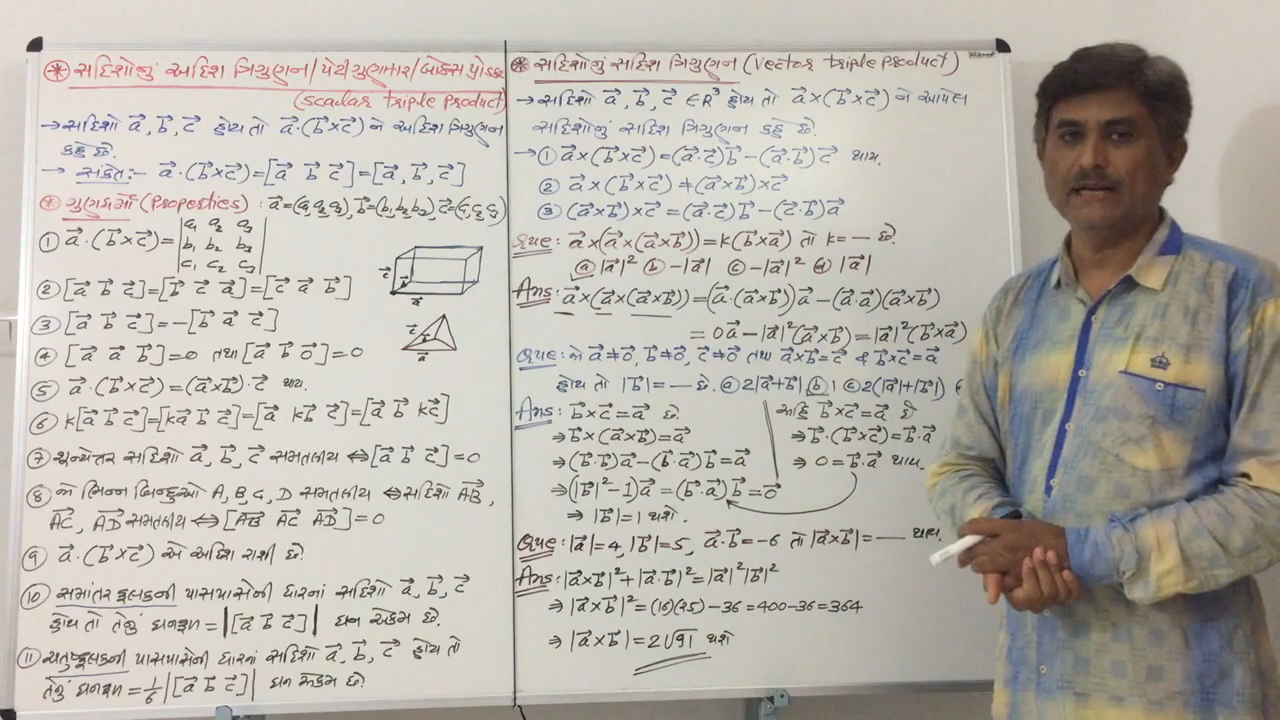 * સદિશોનું અદિશ ત્રિગુણન/પેટીગુણાકાર/બોક્સ પ્રોડક્ટ
(Scalar triple product)
→ સદિશો a⃗, b⃗, c⃗ હોય તો a⃗·(b⃗×c⃗) ને અદિશ ત્રિગુણન
કહે છે.
→ સંકેત:- a⃗·(b⃗×c⃗)=[a⃗ b⃗ c⃗]=[a⃗, b⃗, c⃗]
* ગુણધર્મો (Properties): a⃗=(a₁ a₂ a₃), b⃗=(b₁ b₂ b₃), c⃗=(c₁ c₂ c₃)
① a⃗·(b⃗×c⃗)= | a₁ a₂ a₃ |
| b₁ b₂ b₃ |
| c₁ c₂ c₃ |
② [a⃗ b⃗ c⃗]=[b⃗ c⃗ a⃗]=[c⃗ a⃗ b⃗]
③ [a⃗ b⃗ c⃗]=-[b⃗ a⃗ c⃗]
④ [a⃗ a⃗ b⃗]=0 તથા [a⃗ b⃗ 0⃗]=0
⑤ a⃗·(b⃗×c⃗)=(a⃗×b⃗)·c⃗ થાય.
⑥ k[a⃗ b⃗ c⃗]=[ka⃗ b⃗ c⃗]=[a⃗ kb⃗ c⃗]=[a⃗ b⃗ kc⃗]
⑦ શૂન્યેતર સદિશો a⃗, b⃗, c⃗ સમતલીય ⇔[a⃗ b⃗ c⃗]=0
⑧ જો ભિન્ન બિન્દુઓ A, B, C, D સમતલીય ⇔ સદિશો AB⃗,
AC⃗, AD⃗ સમતલીય ⇔ [AB⃗ AC⃗ AD⃗]=0
⑨ a⃗·(b⃗×c⃗) એ અદિશ રાશી છે.
⑩ સમાંતર ફલકની પાસપાસેની ધારનાં સદિશો a⃗, b⃗, c⃗
હોય તો તેનું ઘનફળ=|[a⃗ b⃗ c⃗]| ઘન એકમ છે.
⑪ ચતુષ્ફલકની પાસપાસેની ધારનાં સદિશો a⃗, b⃗, c⃗ હોય તો
તેનું ઘનફળ=1/6|[a⃗ b⃗ c⃗]| ઘન એકમ છે
c⃗ b⃗ a⃗
c⃗ b⃗ a⃗
* સદિશોનું સદિશ ત્રિગુણન (Vector triple product)
→ સદિશો a⃗, b⃗, c⃗ ∈R³ હોય તો a⃗×(b⃗×c⃗) ને આપેલ
સદિશોનું સદિશ ત્રિગુણન કહે છે.
→ ① a⃗×(b⃗×c⃗)=(a⃗·c⃗)b⃗-(a⃗·b⃗)c⃗ થાય.
② a⃗×(b⃗×c⃗)≠(a⃗×b⃗)×c⃗
③ (a⃗×b⃗)×c⃗=(a⃗·c⃗)b⃗-(c⃗·b⃗)a⃗
Que: a⃗×(a⃗×(a⃗×b⃗))=k(b⃗×a⃗) તો k=— છે.
ⓐ |a⃗|² ⓑ -|a⃗| ⓒ -|a⃗|² ⓓ |a⃗|
Ans: a⃗×(a⃗×(a⃗×b⃗))=(a⃗·(a⃗×b⃗))a⃗-(a⃗·a⃗)(a⃗×b⃗)
=0a⃗-|a⃗|²(a⃗×b⃗)=|a⃗|²(b⃗×a⃗)
Que: જો a⃗≠0⃗, b⃗≠0⃗, c⃗≠0⃗ તથા a⃗×b⃗=c⃗ & b⃗×c⃗=a⃗
હોય તો |b⃗|=— છે. ⓐ 2|a⃗+b⃗| ⓑ 1 ⓒ 2(|a⃗|+|b⃗|)
Ans: b⃗×c⃗=a⃗ છે.
⇒b⃗×(a⃗×b⃗)=a⃗
⇒(b⃗·b⃗)a⃗-(b⃗·a⃗)b⃗=a⃗
⇒(|b⃗|²-1)a⃗=(b⃗·a⃗)b⃗=0⃗
⇒ |b⃗|=1 થશે.
અહિ b⃗×c⃗=a⃗ છે
⇒b⃗·(b⃗×c⃗)=b⃗·a⃗
⇒ 0=b⃗·a⃗ થાય.
Que: |a⃗|=4, |b⃗|=5, a⃗·b⃗=-6 તો |a⃗×b⃗|=— થાય.
Ans: |a⃗×b⃗|²+|a⃗·b⃗|²=|a⃗|²|b⃗|²
⇒ |a⃗×b⃗|²=(16)(25)-36=400-36=364
⇒ |a⃗×b⃗|=2√91 થશે